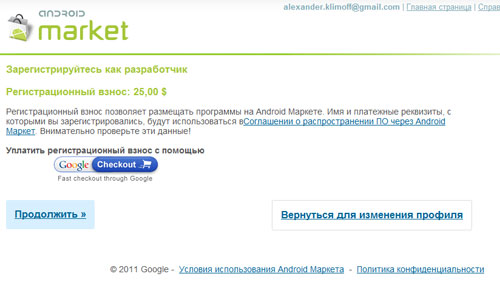 alexander.klimoff@gmail.com | Главная страница | Справ
android
market
Зарегистрируйтесь как разработчик
Регистрационный взнос: 25,00 $
Регистрационный взнос позволяет размещать программы на Android Маркете. Имя и платежные реквизиты, с
которыми вы зарегистрировались, будут использоваться вСоглашении о распространении ПО через Android
Маркет. Внимательно проверьте эти данные!
Уплатить регистрационный взнос с помощью
Google Checkout
Fast checkout through Google
Продолжить »
Вернуться для изменения профиля
© 2011 Google - Условия использования Android Маркета - Политика конфиденциальности